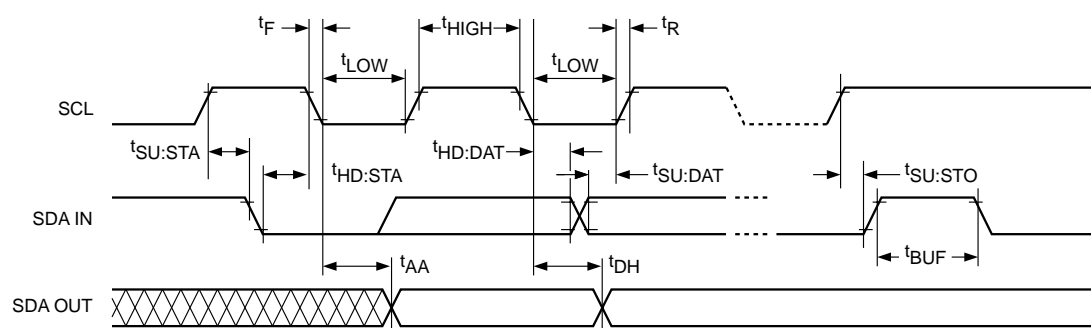 tF
tHIGH
tR
tLOW
tLOW
SCL
tSU:STA
tHD:STA
tHD:DAT
tSU:DAT
tSU:STO
SDA IN
tBUF
tAA
tDH
SDA OUT